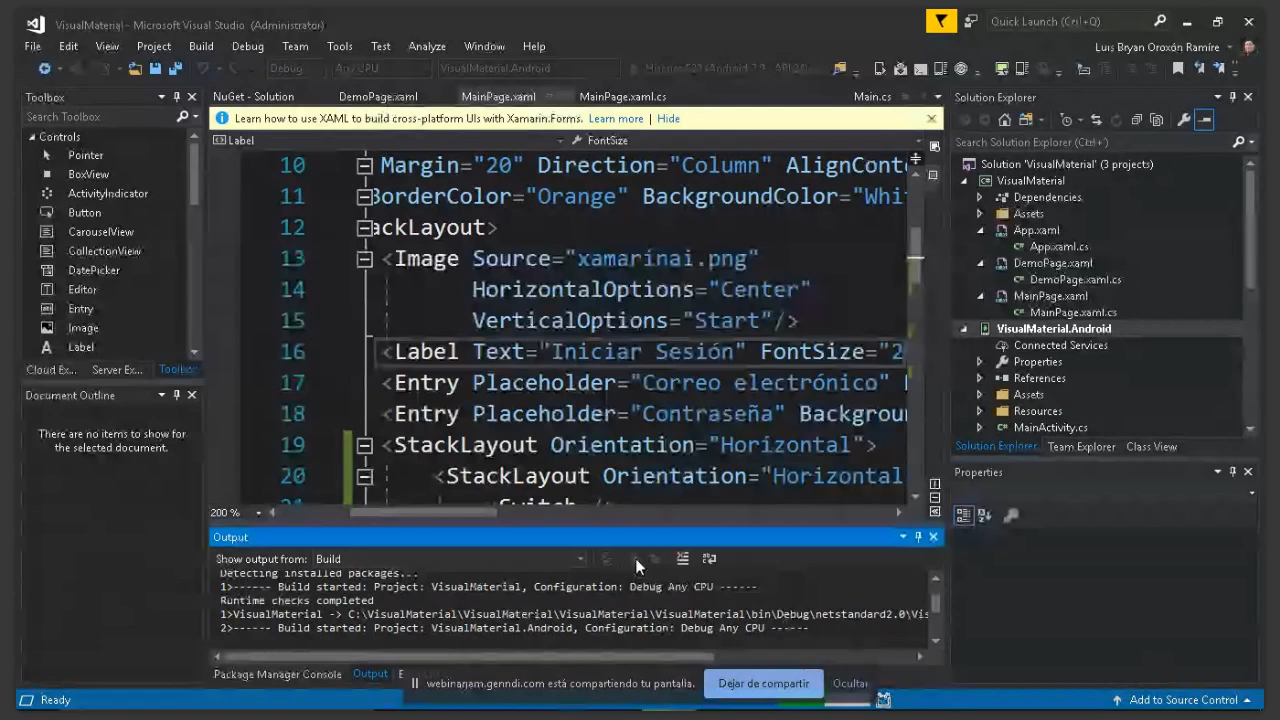 VisualMaterial - Microsoft Visual Studio (Administrator)
Quick Launch (Ctrl+Q)
File Edit View Project Build Debug Team Tools Test Analyze Window Help
Luis Bryan Oroxón Ramíre
Debug Any CPU VisualMaterial.Android
Toolbox
Search Toolbox
Controls
Pointer
BoxView
ActivityIndicator
Button
CarouselView
CollectionView
DatePicker
Editor
Entry
Image
Label
Cloud Ex... Server Ex... Toolbox
Document Outline
There are no items to show for
the selected document.
NuGet - Solution DemoPage.xaml MainPage.xaml MainPage.xaml.cs Main.cs
Learn how to use XAML to build cross-platform UIs with Xamarin.Forms. Learn more | Hide
Label FontSize
10 Margin="20" Direction="Column" AlignConte
11 BorderColor="Orange" BackgroundColor="Whi
12 ackLayout>
13 <Image Source="xamarinai.png"
14 HorizontalOptions="Center"
15 VerticalOptions="Start"/>
16 <Label Text="Iniciar Sesión" FontSize="2
17 <Entry Placeholder="Correo electrónico"
18 <Entry Placeholder="Contraseña" Backgrou
19 <StackLayout Orientation="Horizontal">
20 <StackLayout Orientation="Horizontal
21 <Switch />
200 %
Output
Show output from: Build
Detecting installed packages...
1>------ Build started: Project: VisualMaterial, Configuration: Debug Any CPU ------
Runtime checks completed
1>VisualMaterial -> C:\VisualMaterial\VisualMaterial\VisualMaterial\VisualMaterial\bin\Debug\netstandard2.0\Vis
2>------ Build started: Project: VisualMaterial.Android, Configuration: Debug Any CPU ------
Package Manager Console Output E
webinarjam.genndi.com está compartiendo tu pantalla. Dejar de compartir Ocultar
Solution Explorer
Search Solution Explorer (Ctrl+)
Solution 'VisualMaterial' (3 projects)
VisualMaterial
Dependencies
Assets
App.xaml
App.xaml.cs
DemoPage.xaml
DemoPage.xaml.cs
MainPage.xaml
MainPage.xaml.cs
VisualMaterial.Android
Connected Services
Properties
References
Assets
Resources
MainActivity.cs
Solution Explorer Team Explorer Class View
Properties
Ready
Add to Source Control